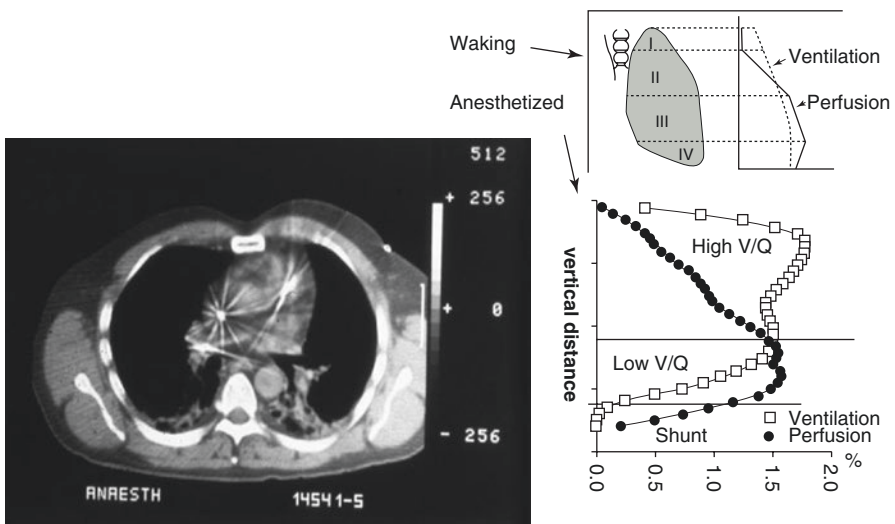 Waking
Anesthetized
I
II
III
IV
Ventilation
Perfusion
512
+ 256
+ 0
- 256
ANAESTH
14541-5
vertical distance
High V/Q
Low V/Q
Shunt
Ventilation
Perfusion
0.0 0.5 1.0 1.5 2.0 %